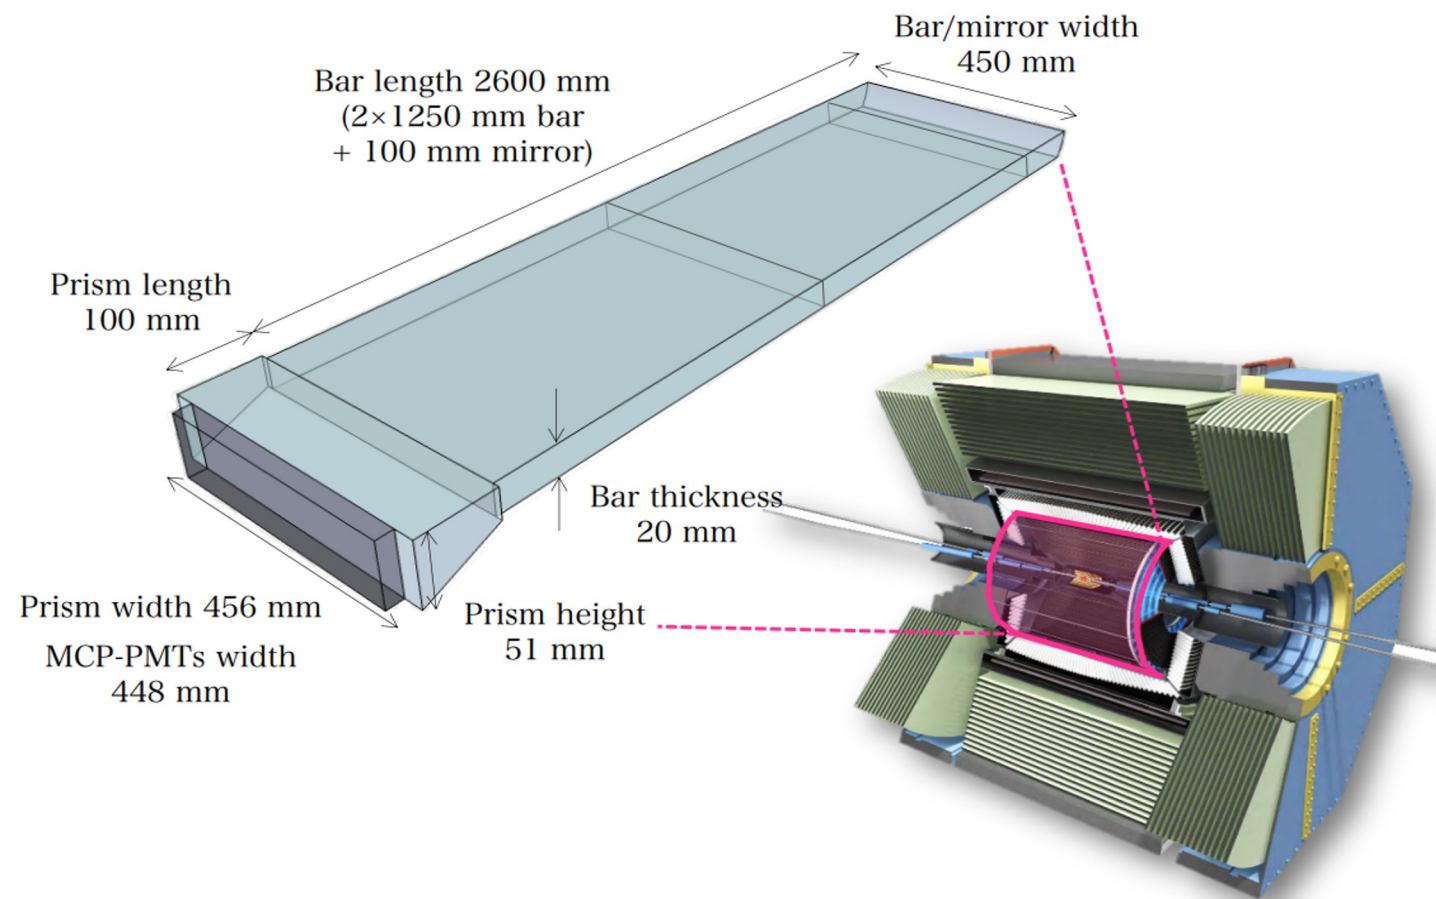 Bar/mirror width
450 mm
Bar length 2600 mm
(2×1250 mm bar
+ 100 mm mirror)
Prism length
100 mm
Bar thickness
20 mm
Prism width 456 mm
MCP-PMTs width
448 mm
Prism height
51 mm